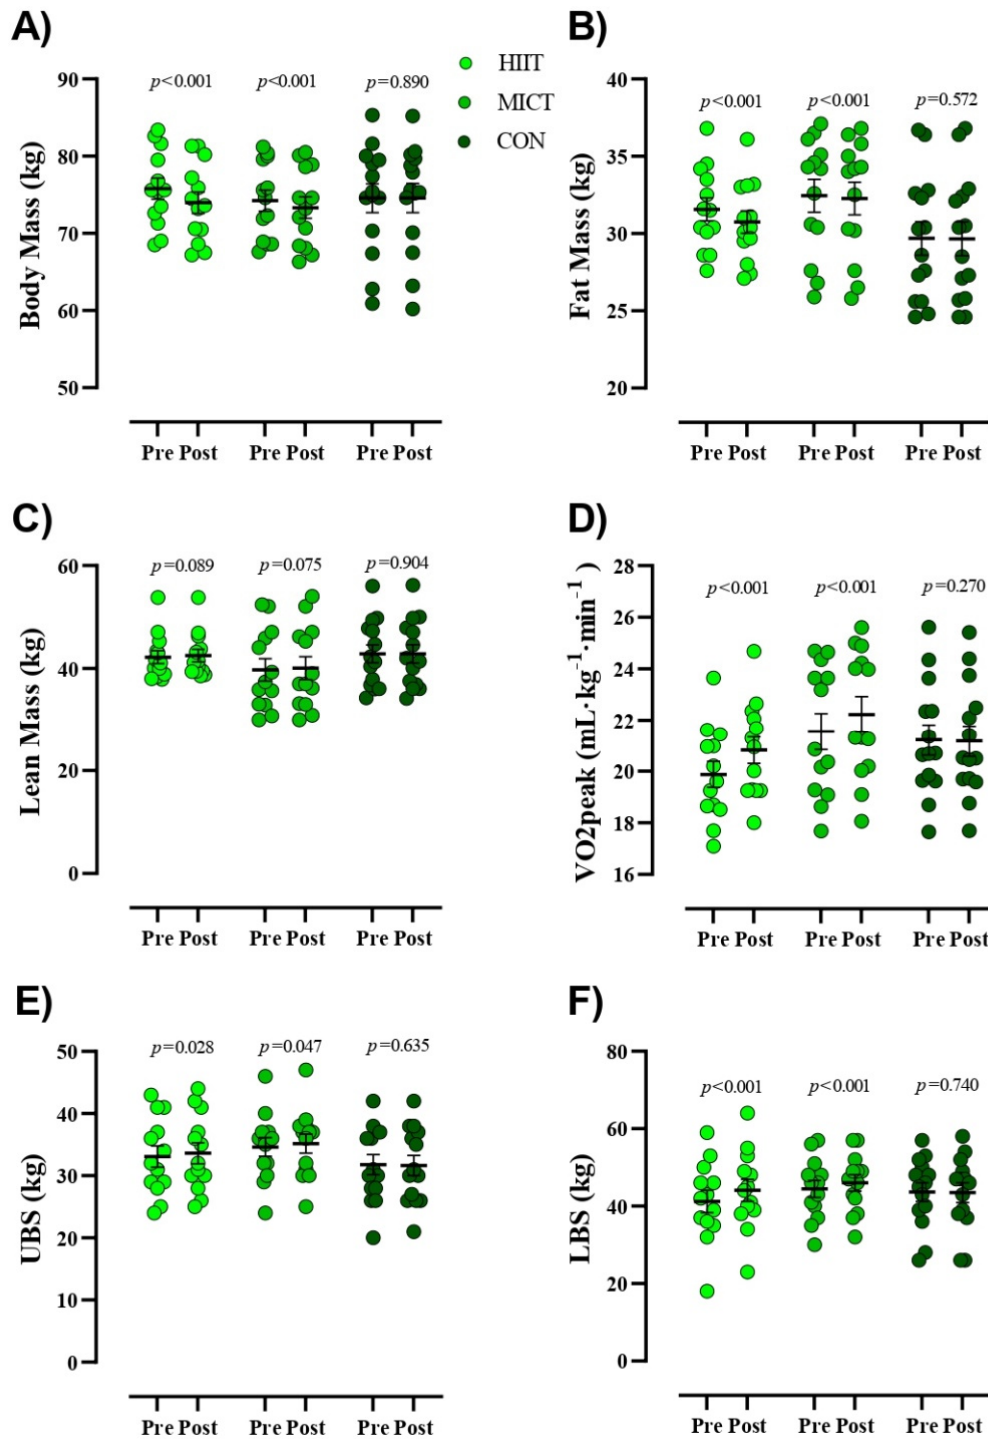 A)
B)
HIIT
MICT
CON
Body Mass (kg)
90
80
70
60
50
p<0.001
p<0.001
p=0.890
Pre Post
Pre Post
Pre Post
Fat Mass (kg)
40
35
30
25
20
p<0.001
p<0.001
p=0.572
Pre Post
Pre Post
Pre Post
C)
D)
Lean Mass (kg)
60
40
20
0
p=0.089
p=0.075
p=0.904
Pre Post
Pre Post
Pre Post
VO2peak (mL·kg⁻¹·min⁻¹ )
28
26
24
22
20
18
16
p<0.001
p<0.001
p=0.270
Pre Post
Pre Post
Pre Post
E)
F)
UBS (kg)
50
40
30
20
10
0
p=0.028
p=0.047
p=0.635
Pre Post
Pre Post
Pre Post
LBS (kg)
80
60
40
20
0
p<0.001
p<0.001
p=0.740
Pre Post
Pre Post
Pre Post